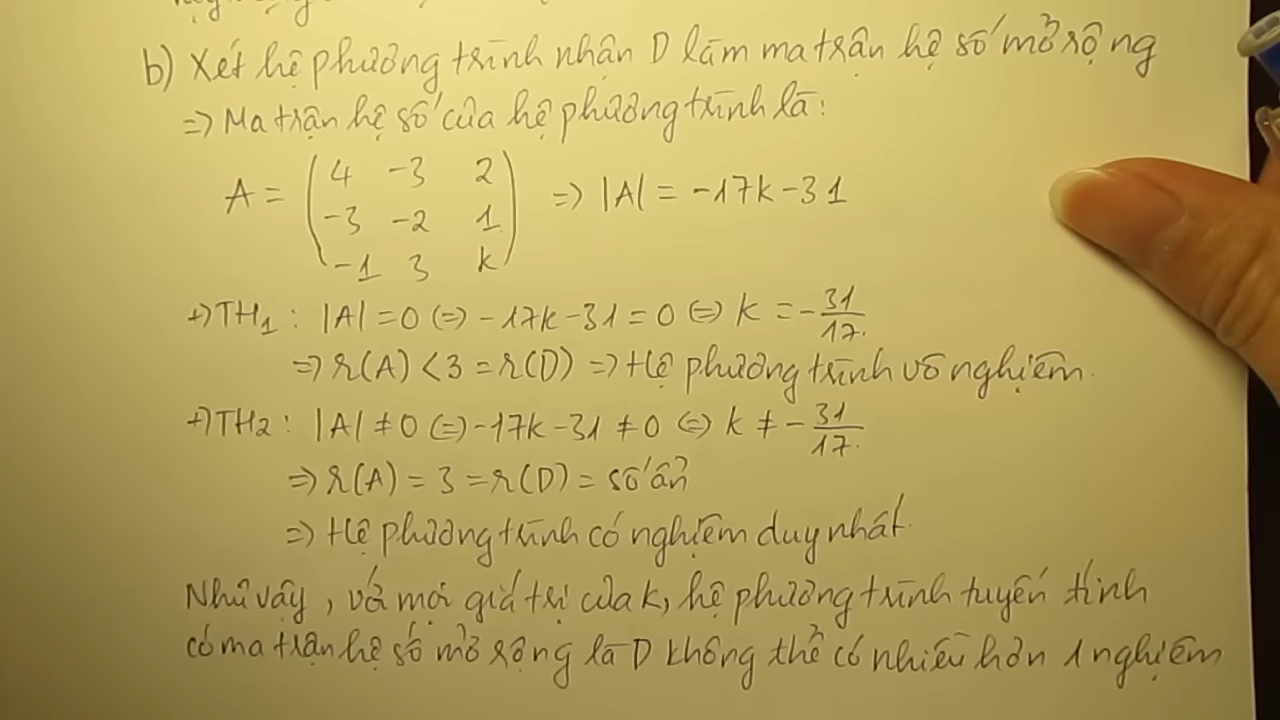 b) Xét hệ phương trình nhận D làm ma trận hệ số mở rộng
=> Ma trận hệ số của hệ phương trình là:
A = ( 4 -3 2
-3 -2 1
-1 3 k ) => |A| = -17k - 31
+) TH1: |A| = 0 (=) -17k - 31 = 0 (=) k = -31/17.
=> r(A) < 3 = r(D) => Hệ phương trình vô nghiệm.
+) TH2: |A| ≠ 0 (=) -17k - 31 ≠ 0 (=) k ≠ -31/17.
=> r(A) = 3 = r(D) = số ẩn
=> Hệ phương trình có nghiệm duy nhất.
Như vậy, với mọi giá trị của k, hệ phương trình tuyến tính
có ma trận hệ số mở rộng là D không thể có nhiều hơn 1 nghiệm